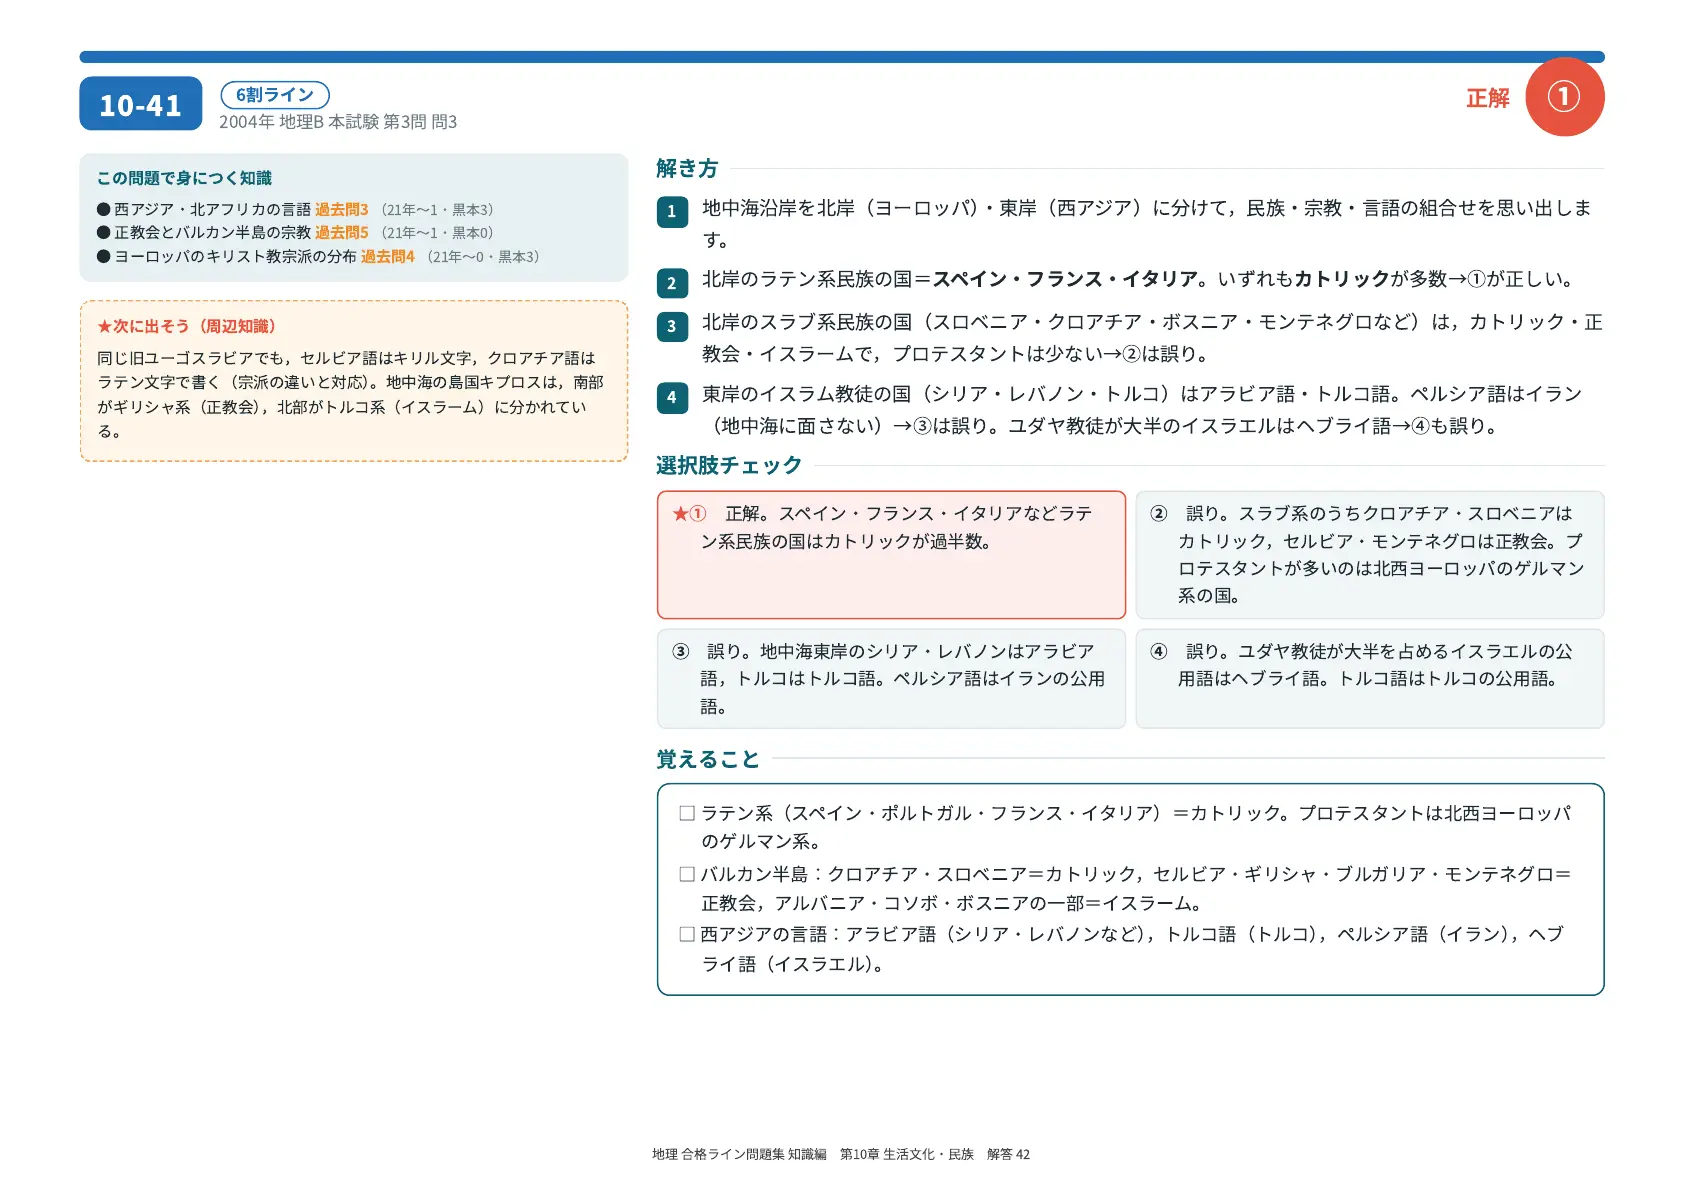 10-41
6割ライン
2004年 地理B 本試験 第3問 問3
正解 ①
この問題で身につく知識
● 西アジア・北アフリカの言語 過去問3 （21年〜1・黒本3）
● 正教会とバルカン半島の宗教 過去問5 （21年〜1・黒本0）
● ヨーロッパのキリスト教宗派の分布 過去問4 （21年〜0・黒本3）
★次に出そう（周辺知識）
同じ旧ユーゴスラビアでも，セルビア語はキリル文字，クロアチア語は
ラテン文字で書く（宗派の違いと対応）。地中海の島国キプロスは，南部
がギリシャ系（正教会），北部がトルコ系（イスラーム）に分かれてい
る。
解き方
1 地中海沿岸を北岸（ヨーロッパ）・東岸（西アジア）に分けて，民族・宗教・言語の組合せを思い出しま
す。
2 北岸のラテン系民族の国＝スペイン・フランス・イタリア。いずれもカトリックが多数→①が正しい。
3 北岸のスラブ系民族の国（スロベニア・クロアチア・ボスニア・モンテネグロなど）は，カトリック・正
教会・イスラームで，プロテスタントは少ない→②は誤り。
4 東岸のイスラム教徒の国（シリア・レバノン・トルコ）はアラビア語・トルコ語。ペルシア語はイラン
（地中海に面さない）→③は誤り。ユダヤ教徒が大半のイスラエルはヘブライ語→④も誤り。
選択肢チェック
★① 正解。スペイン・フランス・イタリアなどラテ
ン系民族の国はカトリックが過半数。
② 誤り。スラブ系のうちクロアチア・スロベニアは
カトリック，セルビア・モンテネグロは正教会。プ
ロテスタントが多いのは北西ヨーロッパのゲルマン
系の国。
③ 誤り。地中海東岸のシリア・レバノンはアラビア
語，トルコはトルコ語。ペルシア語はイランの公用
語。
④ 誤り。ユダヤ教徒が大半を占めるイスラエルの公
用語はヘブライ語。トルコ語はトルコの公用語。
覚えること
□ ラテン系（スペイン・ポルトガル・フランス・イタリア）＝カトリック。プロテスタントは北西ヨーロッパ
のゲルマン系。
□ バルカン半島：クロアチア・スロベニア＝カトリック，セルビア・ギリシャ・ブルガリア・モンテネグロ＝
正教会，アルバニア・コソボ・ボスニアの一部＝イスラーム。
□ 西アジアの言語：アラビア語（シリア・レバノンなど），トルコ語（トルコ），ペルシア語（イラン），ヘブ
ライ語（イスラエル）。
地理 合格ライン問題集 知識編 第10章 生活文化・民族 解答 42